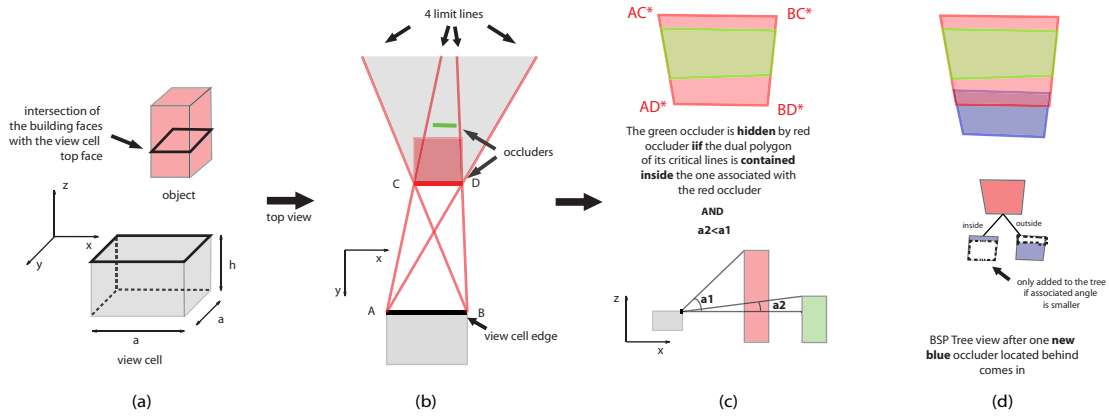 intersection of
the building faces
with the view cell
top face
object
z
x
y
h
a
a
view cell
(a)
top view
4 limit lines
occluders
C
D
x
y
A
B
view cell edge
(b)
AC*
BC*
AD*
BD*
The green occluder is hidden by red
occluder iif the dual polygon
of its critical lines is contained
inside the one associated with
the red occluder
AND
a2<a1
z
a1
a2
x
(c)
inside
outside
only added to the tree
if associated angle
is smaller
BSP Tree view after one new
blue occluder located behind
comes in
(d)